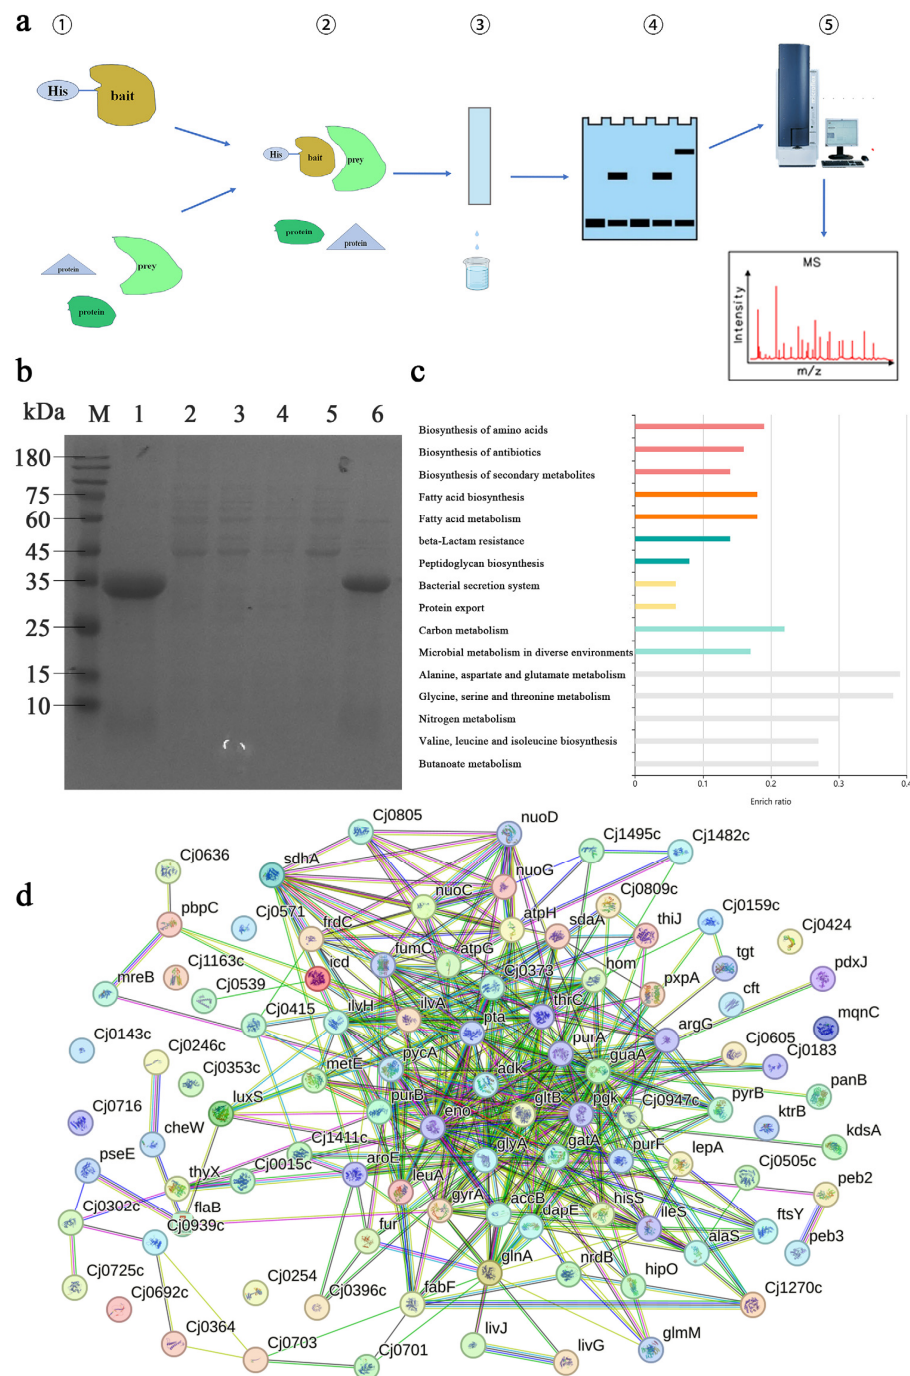 a
① ② ③ ④ ⑤
His bait
His bait prey
protein protein
protein prey
protein
MS
Intensity
m/z
b
kDa M 1 2 3 4 5 6
180
75
60
45
35
25
15
10
c
Biosynthesis of amino acids
Biosynthesis of antibiotics
Biosynthesis of secondary metabolites
Fatty acid biosynthesis
Fatty acid metabolism
beta-Lactam resistance
Peptidoglycan biosynthesis
Bacterial secretion system
Protein export
Carbon metabolism
Microbial metabolism in diverse environments
Alanine, aspartate and glutamate metabolism
Glycine, serine and threonine metabolism
Nitrogen metabolism
Valine, leucine and isoleucine biosynthesis
Butanoate metabolism
0 0.1 0.2 0.3 0.4
Enrich ratio
d
Cj0805 nuoD
Cj1495c Cj1482c
Cj0636 sdhA
nuoG
pbpC Cj0571 nuoC Cj0809c
frdC atpH sdaA thiJ Cj0159c Cj0424
Cj1163c icd fumC atpG hom tgt pdxJ
mreB Cj0539 Cj0373 pxpA cft
Cj0415 ilvH ilvA pta thrC argG mqnC
Cj0143c Cj0246c purA Cj0605
Cj0353c metE pycA adk guaA Cj0183 panB
Cj0716 luxS purB eno gltB pgk Cj0947c pyrB ktrB
cheW
pseE Cj1411c glyA gatA purF lepA kdsA
thyX Cj0015c aroE leuA Cj0505c peb2
Cj0302c flaB gyrA accB dapE hisS ileS ftsY
Cj0939c fur alaS peb3
Cj0725c Cj0254 glnA nrdB hipO
Cj0692c Cj0396c fabF Cj1270c
Cj0364 Cj0703 Cj0701 livJ livG glmM